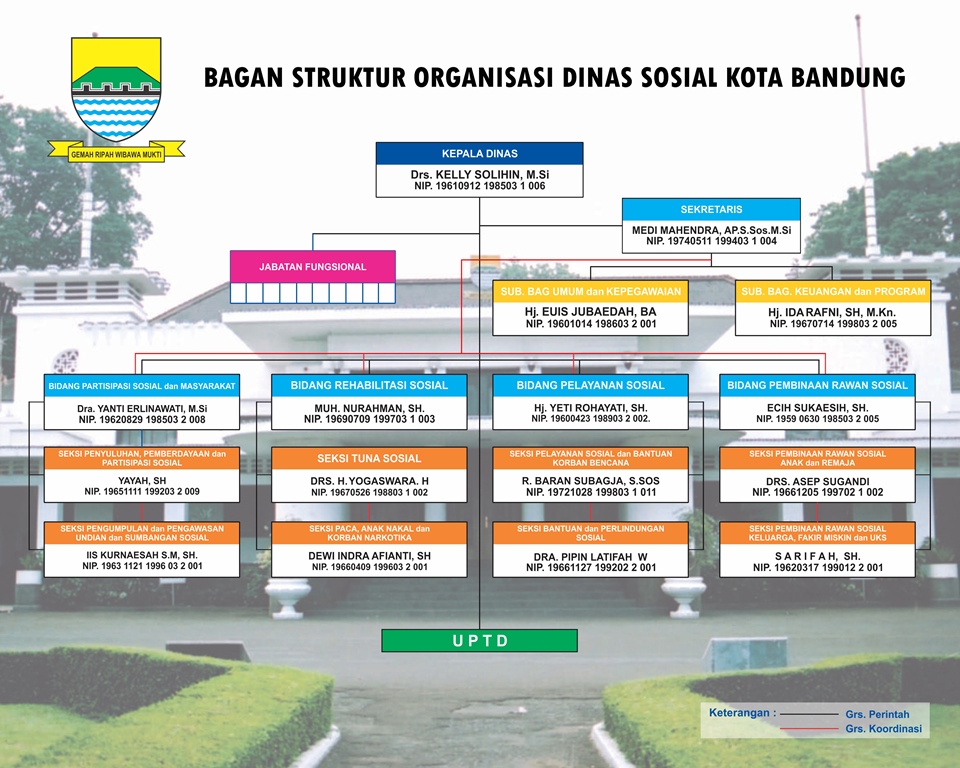 BAGAN STRUKTUR ORGANISASI DINAS SOSIAL KOTA BANDUNG
GEMAH RIPAH WIBAWA MUKTI
KEPALA DINAS
Drs. KELLY SOLIHIN, M.Si
NIP. 19610912 198503 1 006
SEKRETARIS
MEDI MAHENDRA, AP.S.Sos.M.Si
NIP. 19740511 199403 1 004
JABATAN FUNGSIONAL
SUB. BAG UMUM dan KEPEGAWAIAN
Hj. EUIS JUBAEDAH, BA
NIP. 19601014 198603 2 001
SUB. BAG. KEUANGAN dan PROGRAM
Hj. IDA RAFNI, SH, M.Kn.
NIP. 19670714 199803 2 005
BIDANG PARTISIPASI SOSIAL dan MASYARAKAT
Dra. YANTI ERLINAWATI, M.Si
NIP. 19620829 198503 2 008
BIDANG REHABILITASI SOSIAL
MUH. NURAHMAN, SH.
NIP. 19690709 199703 1 003
BIDANG PELAYANAN SOSIAL
Hj. YETI ROHAYATI, SH.
NIP. 19600423 198903 2 002.
BIDANG PEMBINAAN RAWAN SOSIAL
ECIH SUKAESIH, SH.
NIP. 1959 0630 198503 2 005
SEKSI PENYULUHAN, PEMBERDAYAAN dan
PARTISIPASI SOSIAL
YAYAH, SH
NIP. 19651111 199203 2 009
SEKSI TUNA SOSIAL
DRS. H.YOGASWARA. H
NIP. 19670526 198803 1 002
SEKSI PELAYANAN SOSIAL dan BANTUAN
KORBAN BENCANA
R. BARAN SUBAGJA, S.SOS
NIP. 19721028 199803 1 011
SEKSI PEMBINAAN RAWAN SOSIAL
ANAK dan REMAJA
DRS. ASEP SUGANDI
NIP. 19661205 199702 1 002
SEKSI PENGUMPULAN dan PENGAWASAN
UNDIAN dan SUMBANGAN SOSIAL
IIS KURNAESAH S.M, SH.
NIP. 1963 1121 1996 03 2 001
SEKSI PACA, ANAK NAKAL dan
KORBAN NARKOTIKA
DEWI INDRA AFIANTI, SH
NIP. 19660409 199603 2 001
SEKSI BANTUAN dan PERLINDUNGAN
SOSIAL
DRA. PIPIN LATIFAH W
NIP. 19661127 199202 2 001
SEKSI PEMBINAAN RAWAN SOSIAL
KELUARGA, FAKIR MISKIN dan UKS
S A R I F A H, SH.
NIP. 19620317 199012 2 001
U P T D
Keterangan :
Grs. Perintah
Grs. Koordinasi